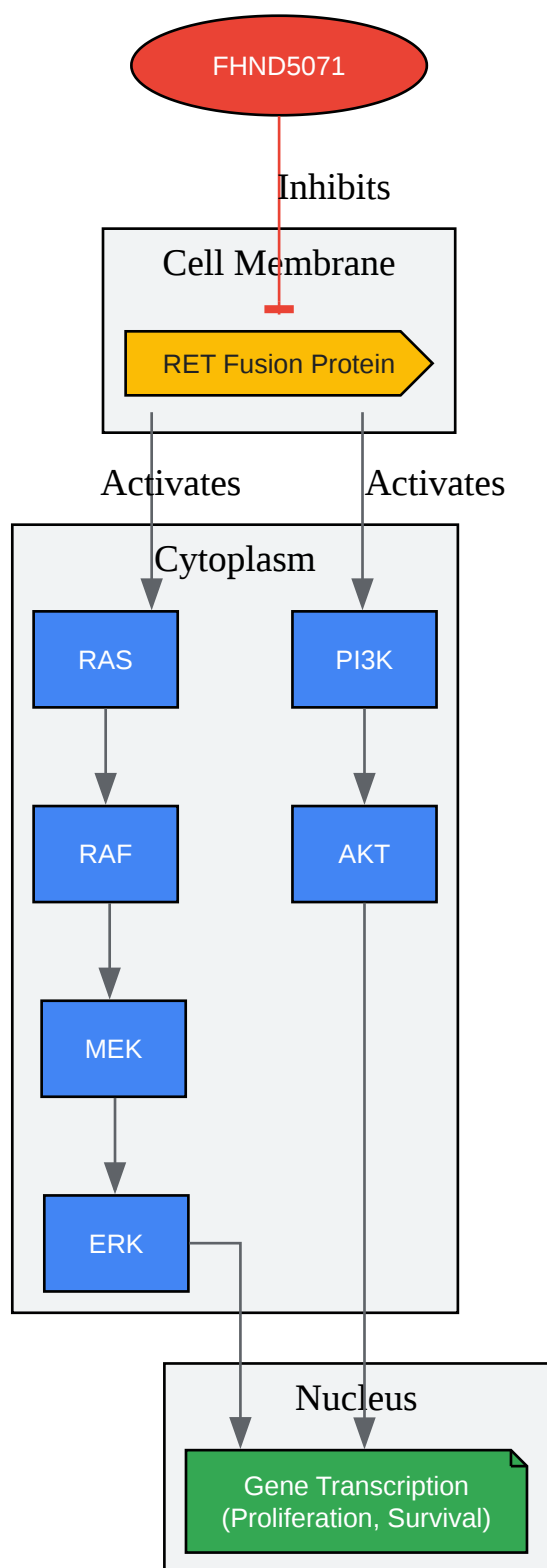 FHND5071
Inhibits
Cell Membrane
RET Fusion Protein
Activates
Activates
Cytoplasm
RAS
PI3K
RAF
AKT
MEK
ERK
Nucleus
Gene Transcription
(Proliferation, Survival)